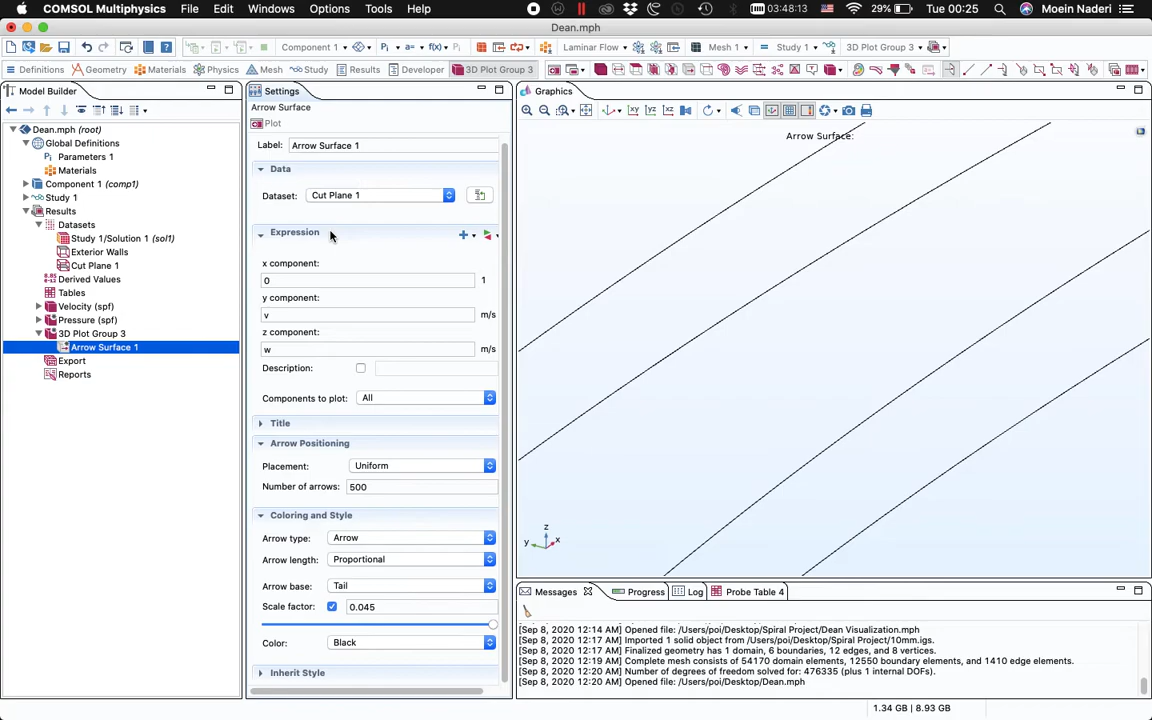 COMSOL Multiphysics File Edit Windows Options Tools Help 03:48:13 29% Tue 00:25 Moein Naderi
Dean.mph
Component 1 Pi a= f(x) Laminar Flow Mesh 1 = Study 1 3D Plot Group 3
Definitions Geometry Materials Physics Mesh Study Results Developer 3D Plot Group 3
Model Builder
Dean.mph (root)
Global Definitions
Pi Parameters 1
Materials
Component 1 (comp1)
Study 1
Results
Datasets
Study 1/Solution 1 (sol1)
Exterior Walls
Cut Plane 1
8.85
e-12
Derived Values
Tables
Velocity (spf)
Pressure (spf)
3D Plot Group 3
Arrow Surface 1
Export
Reports
Settings
Arrow Surface
Plot
Label: Arrow Surface 1
Data
Dataset: Cut Plane 1
Expression
x component:
0 1
y component:
v m/s
z component:
w m/s
Description:
Components to plot: All
Title
Arrow Positioning
Placement: Uniform
Number of arrows: 500
Coloring and Style
Arrow type: Arrow
Arrow length: Proportional
Arrow base: Tail
Scale factor: 0.045
Color: Black
Inherit Style
Graphics
xy yz xz
Arrow Surface:
z
y x
Messages Progress Log Probe Table 4
[Sep 8, 2020 12:14 AM] Opened file: /Users/poi/Desktop/Spiral Project/Dean Visualization.mph
[Sep 8, 2020 12:17 AM] Imported 1 solid object from /Users/poi/Desktop/Spiral Project/10mm.igs.
[Sep 8, 2020 12:17 AM] Finalized geometry has 1 domain, 6 boundaries, 12 edges, and 8 vertices.
[Sep 8, 2020 12:19 AM] Complete mesh consists of 54170 domain elements, 12550 boundary elements, and 1410 edge elements.
[Sep 8, 2020 12:20 AM] Number of degrees of freedom solved for: 476335 (plus 1 internal DOFs).
[Sep 8, 2020 12:20 AM] Opened file: /Users/poi/Desktop/Dean.mph
1.34 GB | 8.93 GB